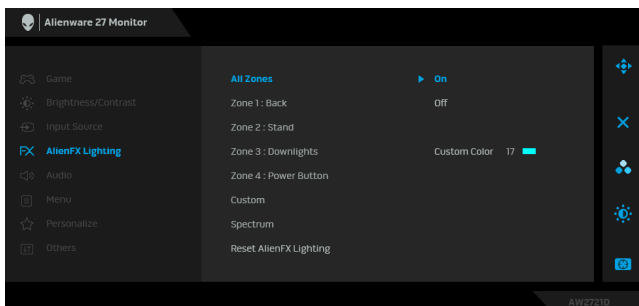 Alienware 27 Monitor
Game
All Zones On
Brightness/Contrast
Zone 1 : Back Off
Input Source
Zone 2 : Stand
FX AlienFX Lighting
Zone 3 : Downlights Custom Color 17
Audio
Zone 4 : Power Button
Menu
Custom
Personalize
Spectrum
Others
Reset AlienFX Lighting
AW2721D